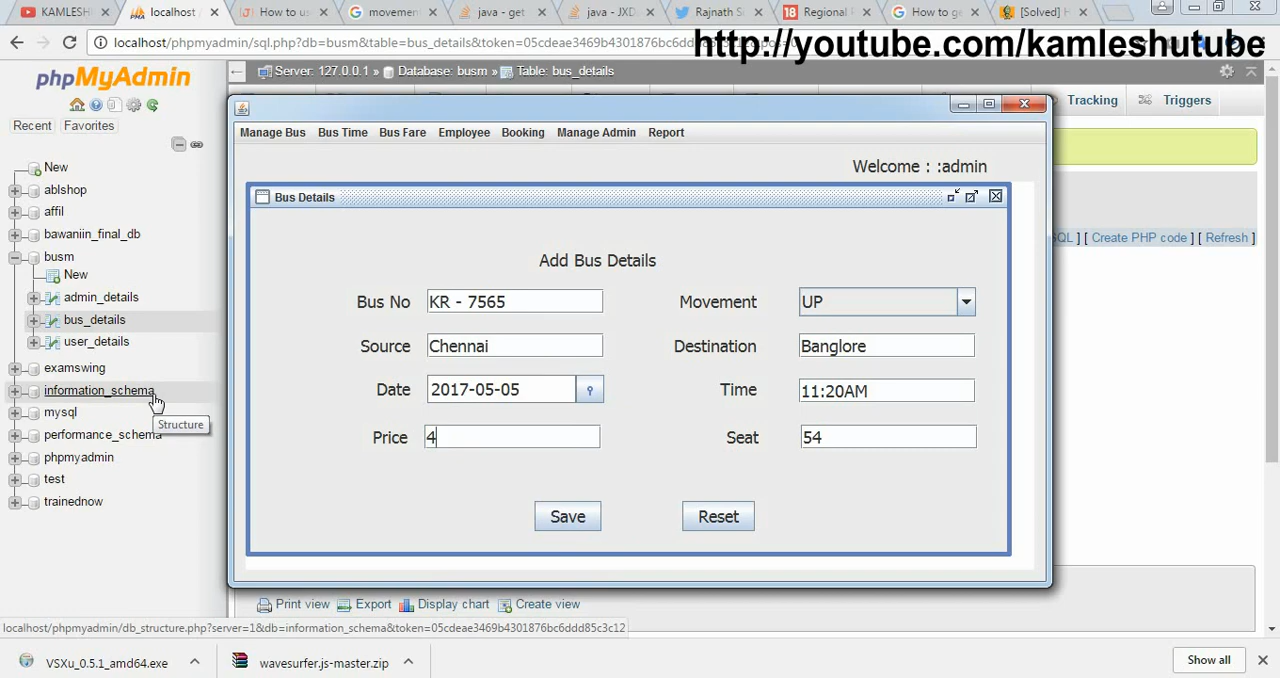 KAMLESH
localhost /
How to us
movemen
java - get
java - JXD
Rajnath S
Regional
How to ge
[Solved] H
localhost/phpmyadmin/sql.php?db=busm&table=bus_details&token=05cdeae3469b4301876bc6ddd85c3c12
http://youtube.com/kamleshutube
phpMyAdmin
Server: 127.0.0.1 » Database: busm » Table: bus_details
Recent Favorites
Tracking Triggers
New
ablshop
affil
bawaniin_final_db
busm
New
admin_details
bus_details
user_details
examswing
information_schema
Structure
mysql
performance_schema
phpmyadmin
test
trainednow
Manage Bus Bus Time Bus Fare Employee Booking Manage Admin Report
Welcome : :admin
Bus Details
Add Bus Details
Bus No KR - 7565 Movement UP
Source Chennai Destination Banglore
Date 2017-05-05 Time 11:20AM
Price 4 Seat 54
Save Reset
QL ] [ Create PHP code ] [ Refresh ]
Print view Export Display chart Create view
localhost/phpmyadmin/db_structure.php?server=1&db=information_schema&token=05cdeae3469b4301876bc6ddd85c3c12
VSXu_0.5.1_amd64.exe
wavesurfer.js-master.zip
Show all